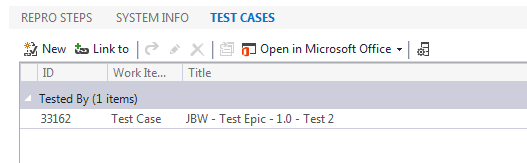 REPRO STEPS SYSTEM INFO TEST CASES
New Link to Open in Microsoft Office
ID Work Ite... Title
Tested By (1 items)
33162 Test Case JBW - Test Epic - 1.0 - Test 2